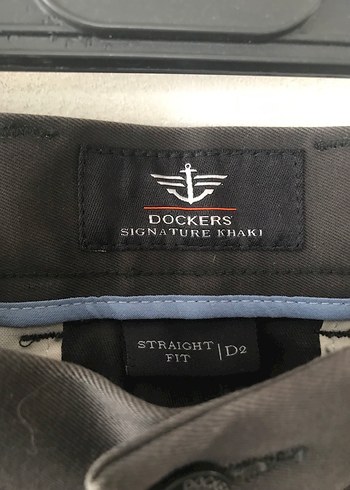 DOCKERS
SIGNATURE KHAKI
STRAIGHT
FIT | D2